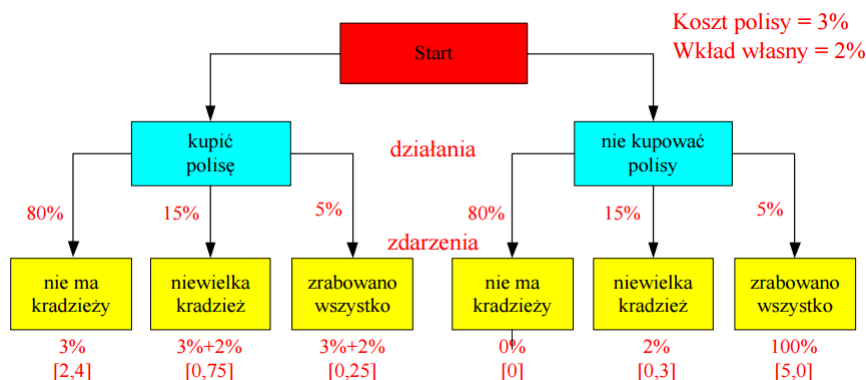 Koszt polisy = 3%
Wkład własny = 2%
Start
kupić
polisę
działania
nie kupować
polisy
80%
15%
5%
80%
15%
5%
zdarzenia
nie ma
kradzieży
niewielka
kradzież
zrabowano
wszystko
nie ma
kradzieży
niewielka
kradzież
zrabowano
wszystko
3%
3%+2%
3%+2%
0%
2%
100%
[2,4]
[0,75]
[0,25]
[0]
[0,3]
[5,0]